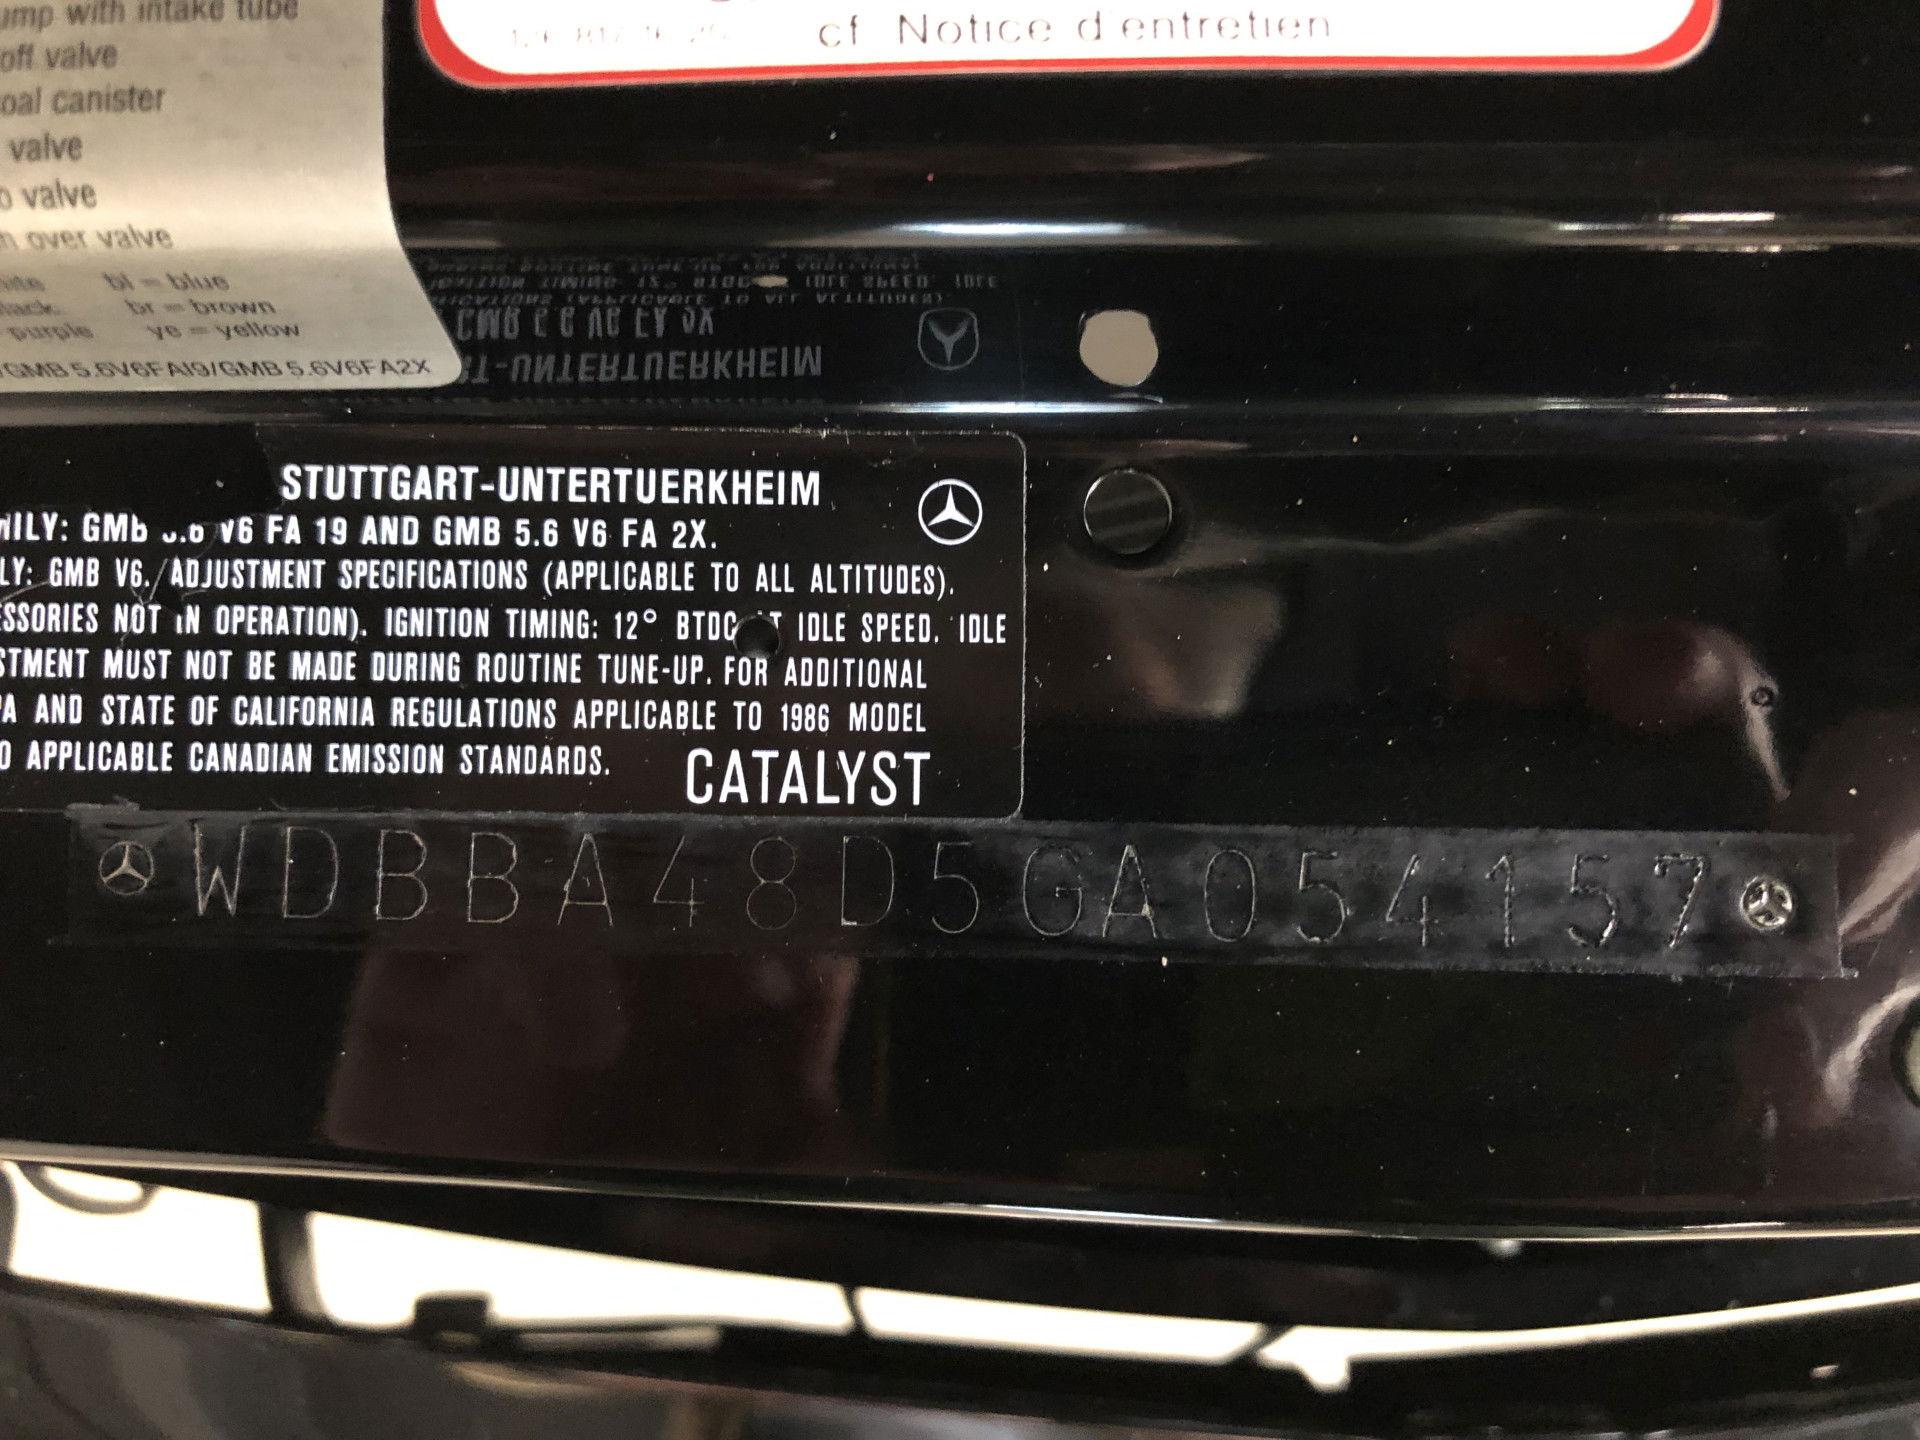 ump with intake tube
off valve
oal canister
valve
o valve
over valve
bl = blue
br = brown
purple ye = yellow
/GMB 5.6V6FAI9/GMB 5.6V6FA2X
cf Notice d'entretien
STUTTGART-UNTERTUERKHEIM
ILY: GMB 5.6 V6 FA 19 AND GMB 5.6 V6 FA 2X.
LY: GMB V6. ADJUSTMENT SPECIFICATIONS (APPLICABLE TO ALL ALTITUDES).
ESSORIES NOT IN OPERATION). IGNITION TIMING: 12° BTDC AT IDLE SPEED. IDLE
STMENT MUST NOT BE MADE DURING ROUTINE TUNE-UP. FOR ADDITIONAL
PA AND STATE OF CALIFORNIA REGULATIONS APPLICABLE TO 1986 MODEL
O APPLICABLE CANADIAN EMISSION STANDARDS.
CATALYST
WDBBA48D5GA054157